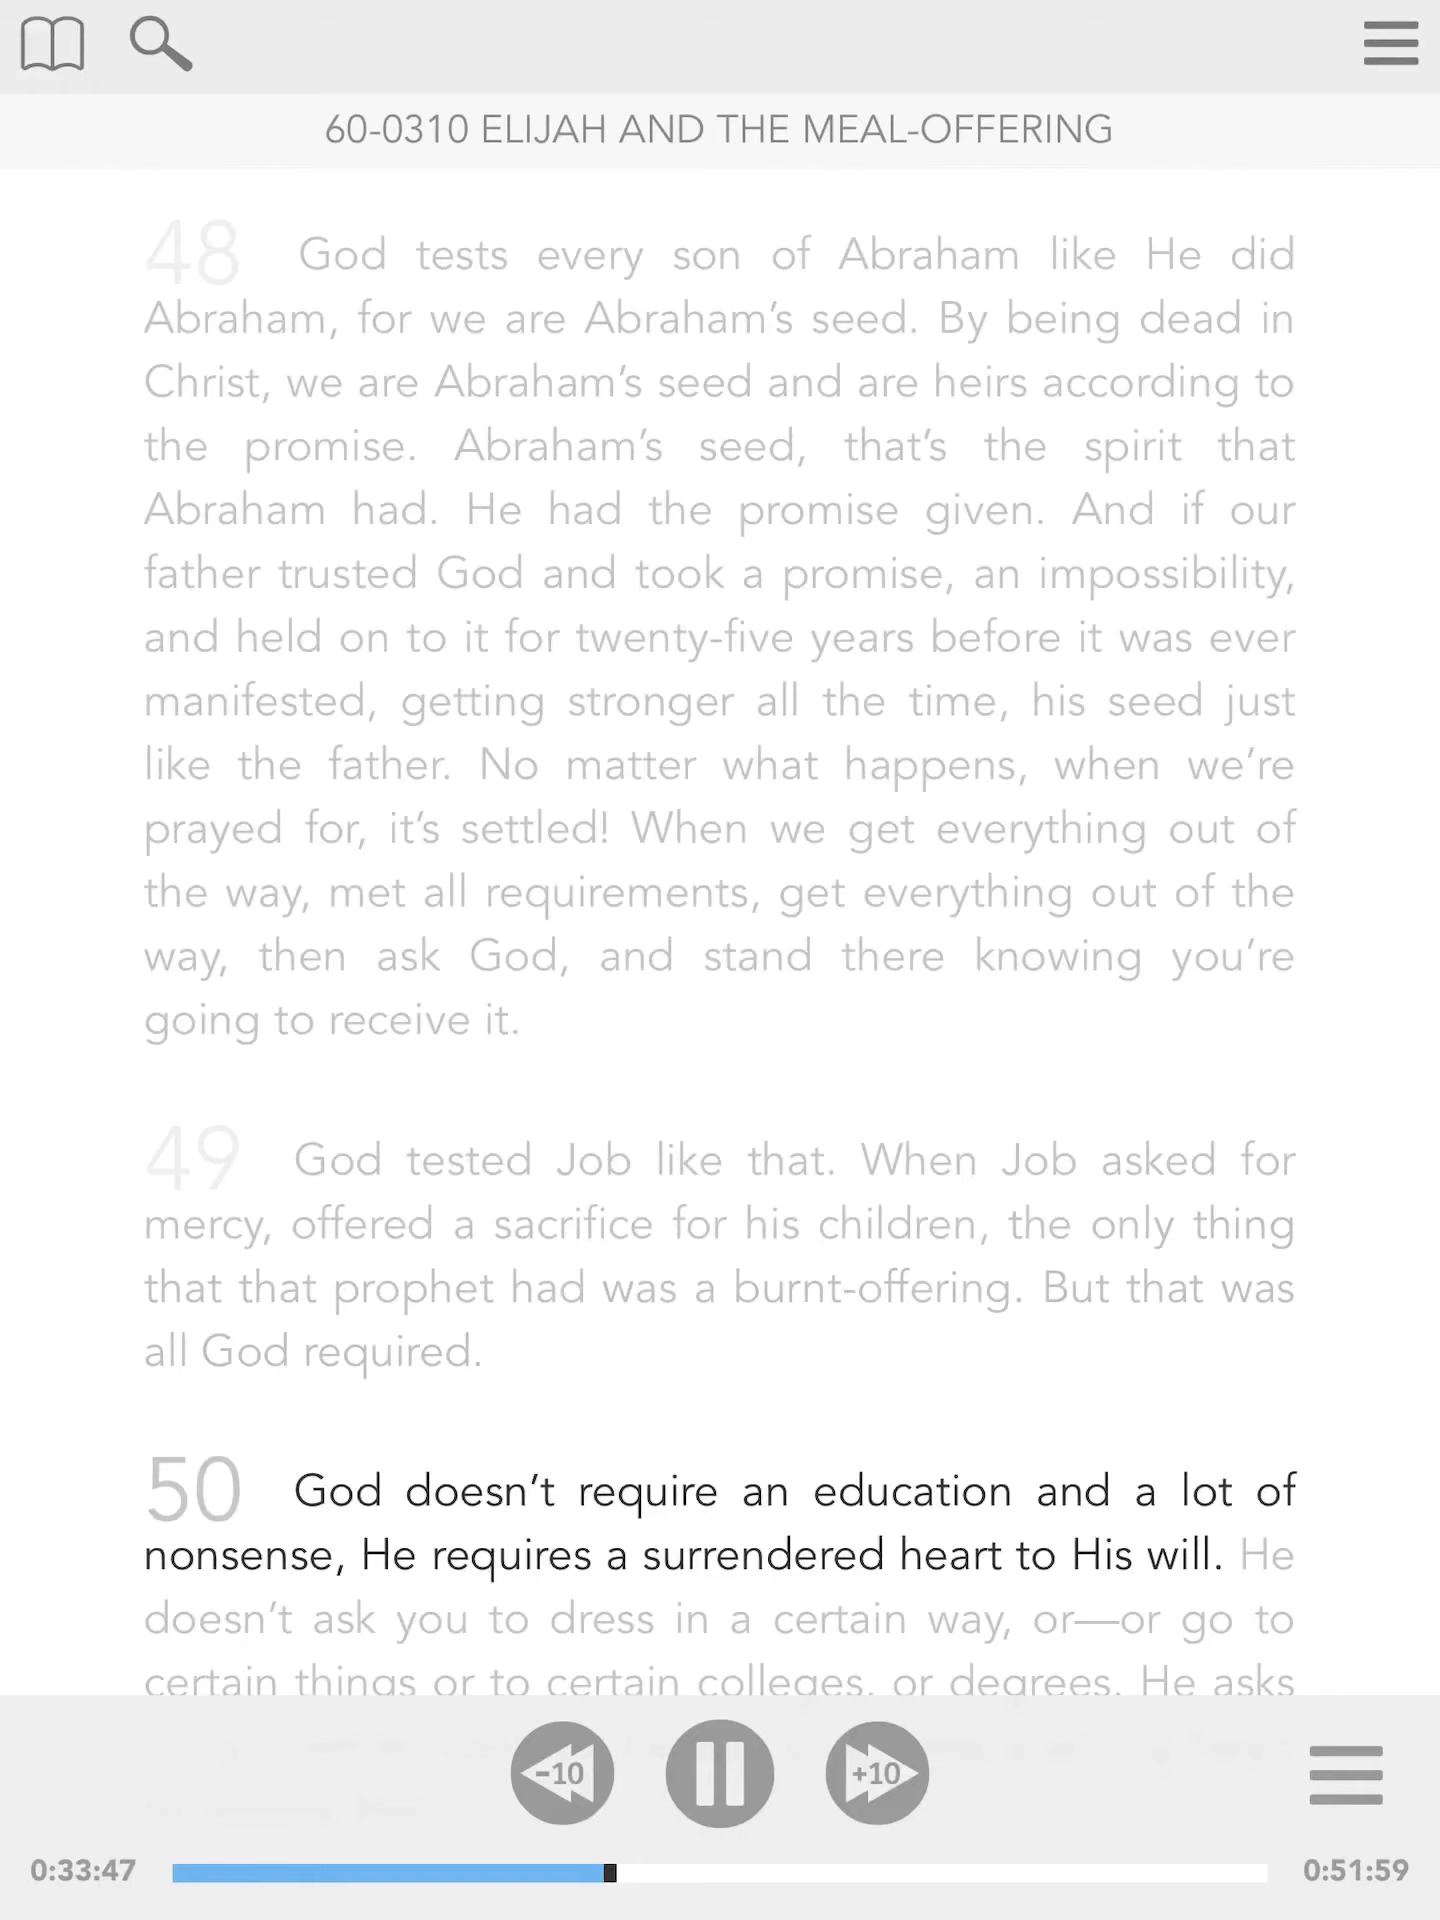 60-0310 ELIJAH AND THE MEAL-OFFERING
48 God tests every son of Abraham like He did
Abraham, for we are Abraham’s seed. By being dead in
Christ, we are Abraham’s seed and are heirs according to
the promise. Abraham’s seed, that’s the spirit that
Abraham had. He had the promise given. And if our
father trusted God and took a promise, an impossibility,
and held on to it for twenty-five years before it was ever
manifested, getting stronger all the time, his seed just
like the father. No matter what happens, when we’re
prayed for, it’s settled! When we get everything out of
the way, met all requirements, get everything out of the
way, then ask God, and stand there knowing you’re
going to receive it.
49 God tested Job like that. When Job asked for
mercy, offered a sacrifice for his children, the only thing
that that prophet had was a burnt-offering. But that was
all God required.
50 God doesn’t require an education and a lot of
nonsense, He requires a surrendered heart to His will. He
doesn’t ask you to dress in a certain way, or—or go to
certain things or to certain colleges, or degrees. He asks
-10 +10
0:33:47 0:51:59